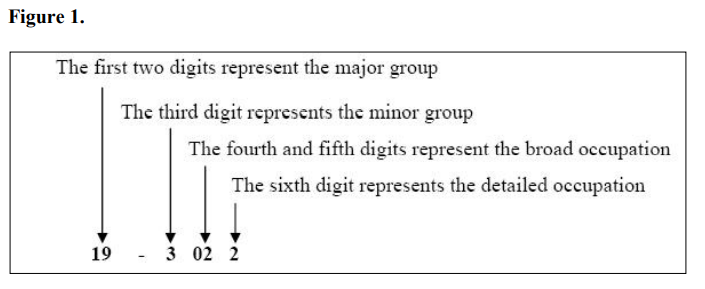 Figure 1.
The first two digits represent the major group
The third digit represents the minor group
The fourth and fifth digits represent the broad occupation
The sixth digit represents the detailed occupation
19 - 3 02 2